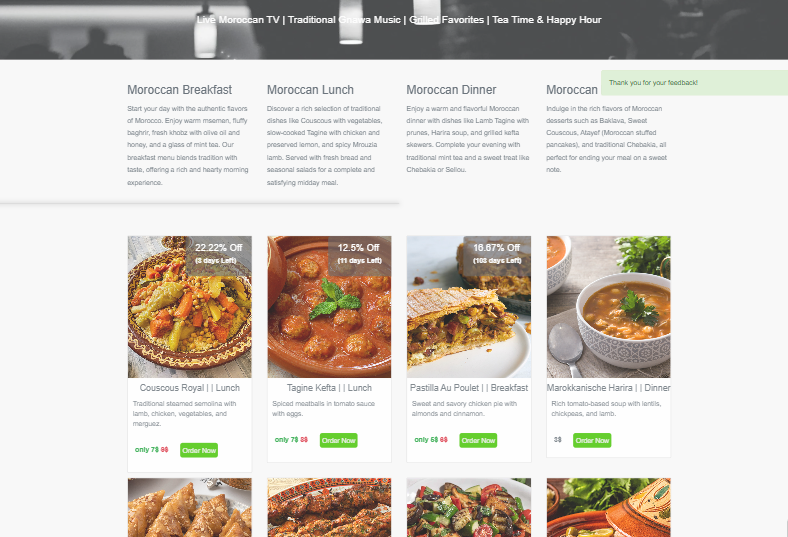 Live Moroccan TV | Traditional Gnawa Music | Grilled Favorites | Tea Time & Happy Hour
Thank you for your feedback!
Moroccan Breakfast
Start your day with the authentic flavors
of Morocco. Enjoy warm msemen, fluffy
baghrir, fresh khobz with olive oil and
honey, and a glass of mint tea. Our
breakfast menu blends tradition with
taste, offering a rich and hearty morning
experience.
Moroccan Lunch
Discover a rich selection of traditional
dishes like Couscous with vegetables,
slow-cooked Tagine with chicken and
preserved lemon, and spicy Mrouzia
lamb. Served with fresh bread and
seasonal salads for a complete and
satisfying midday meal.
Moroccan Dinner
Enjoy a warm and flavorful Moroccan
dinner with dishes like Lamb Tagine with
prunes, Harira soup, and grilled kefta
skewers. Complete your evening with
traditional mint tea and a sweet treat like
Chebakia or Sellou.
Moroccan
Indulge in the rich flavors of Moroccan
desserts such as Baklava, Sweet
Couscous, Atayef (Moroccan stuffed
pancakes), and traditional Chebakia, all
perfect for ending your meal on a sweet
note.
22.22% Off
(8 days Left)
Couscous Royal | | Lunch
Traditional steamed semolina with
lamb, chicken, vegetables, and
merguez.
only 7$ 9$ Order Now
12.5% Off
(11 days Left)
Tagine Kefta | | Lunch
Spiced meatballs in tomato sauce
with eggs.
only 7$ 8$ Order Now
16.67% Off
(103 days Left)
Pastilla Au Poulet | | Breakfast
Sweet and savory chicken pie with
almonds and cinnamon.
only 5$ 6$ Order Now
Marokkanische Harira | | Dinner
Rich tomato-based soup with lentils,
chickpeas, and lamb.
3$ Order Now